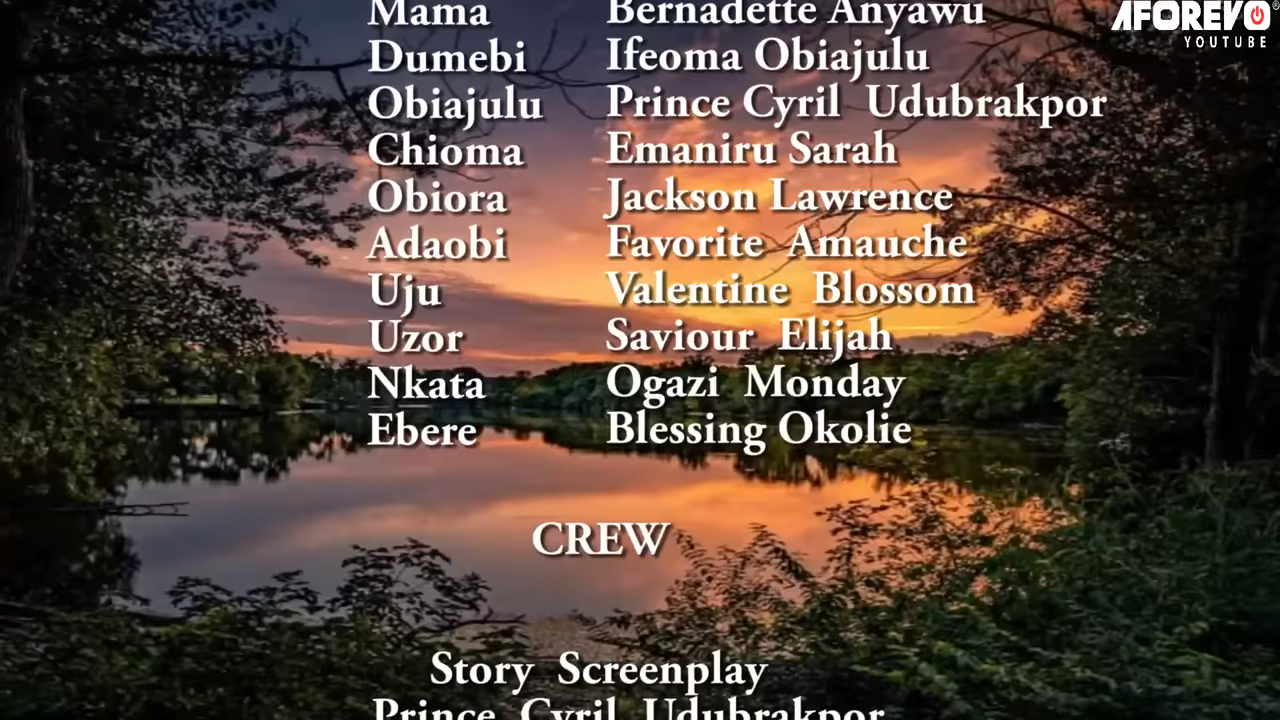 Mama Bernadette Anyawu
AFOREVO
YOUTUBE
Dumebi Ifeoma Obiajulu
Obiajulu Prince Cyril Udubrakpor
Chioma Emaniru Sarah
Obiora Jackson Lawrence
Adaobi Favorite Amauche
Uju Valentine Blossom
Uzor Saviour Elijah
Nkata Ogazi Monday
Ebere Blessing Okolie
CREW
Story Screenplay
Prince Cyril Udubrakpor